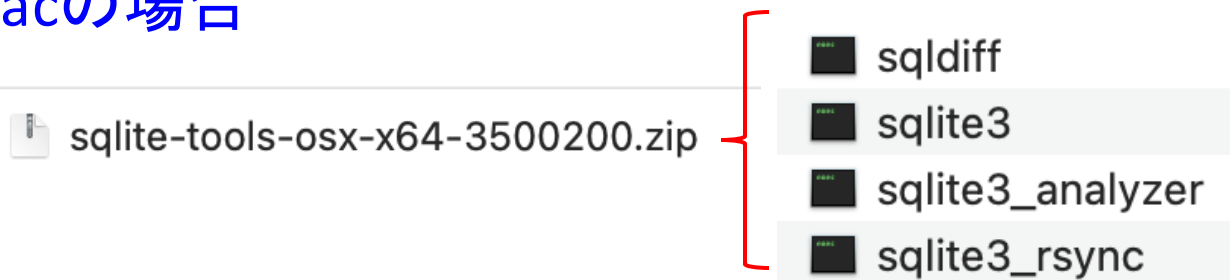 acの場合
sqlite-tools-osx-x64-3500200.zip
sqldiff
sqlite3
sqlite3_analyzer
sqlite3_rsync